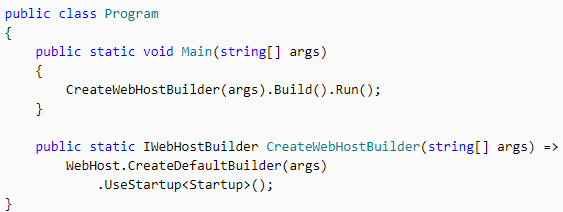 public class Program
{
    public static void Main(string[] args)
    {
        CreateWebHostBuilder(args).Build().Run();
    }

    public static IWebHostBuilder CreateWebHostBuilder(string[] args) =>
        WebHost.CreateDefaultBuilder(args)
            .UseStartup<Startup>();
}